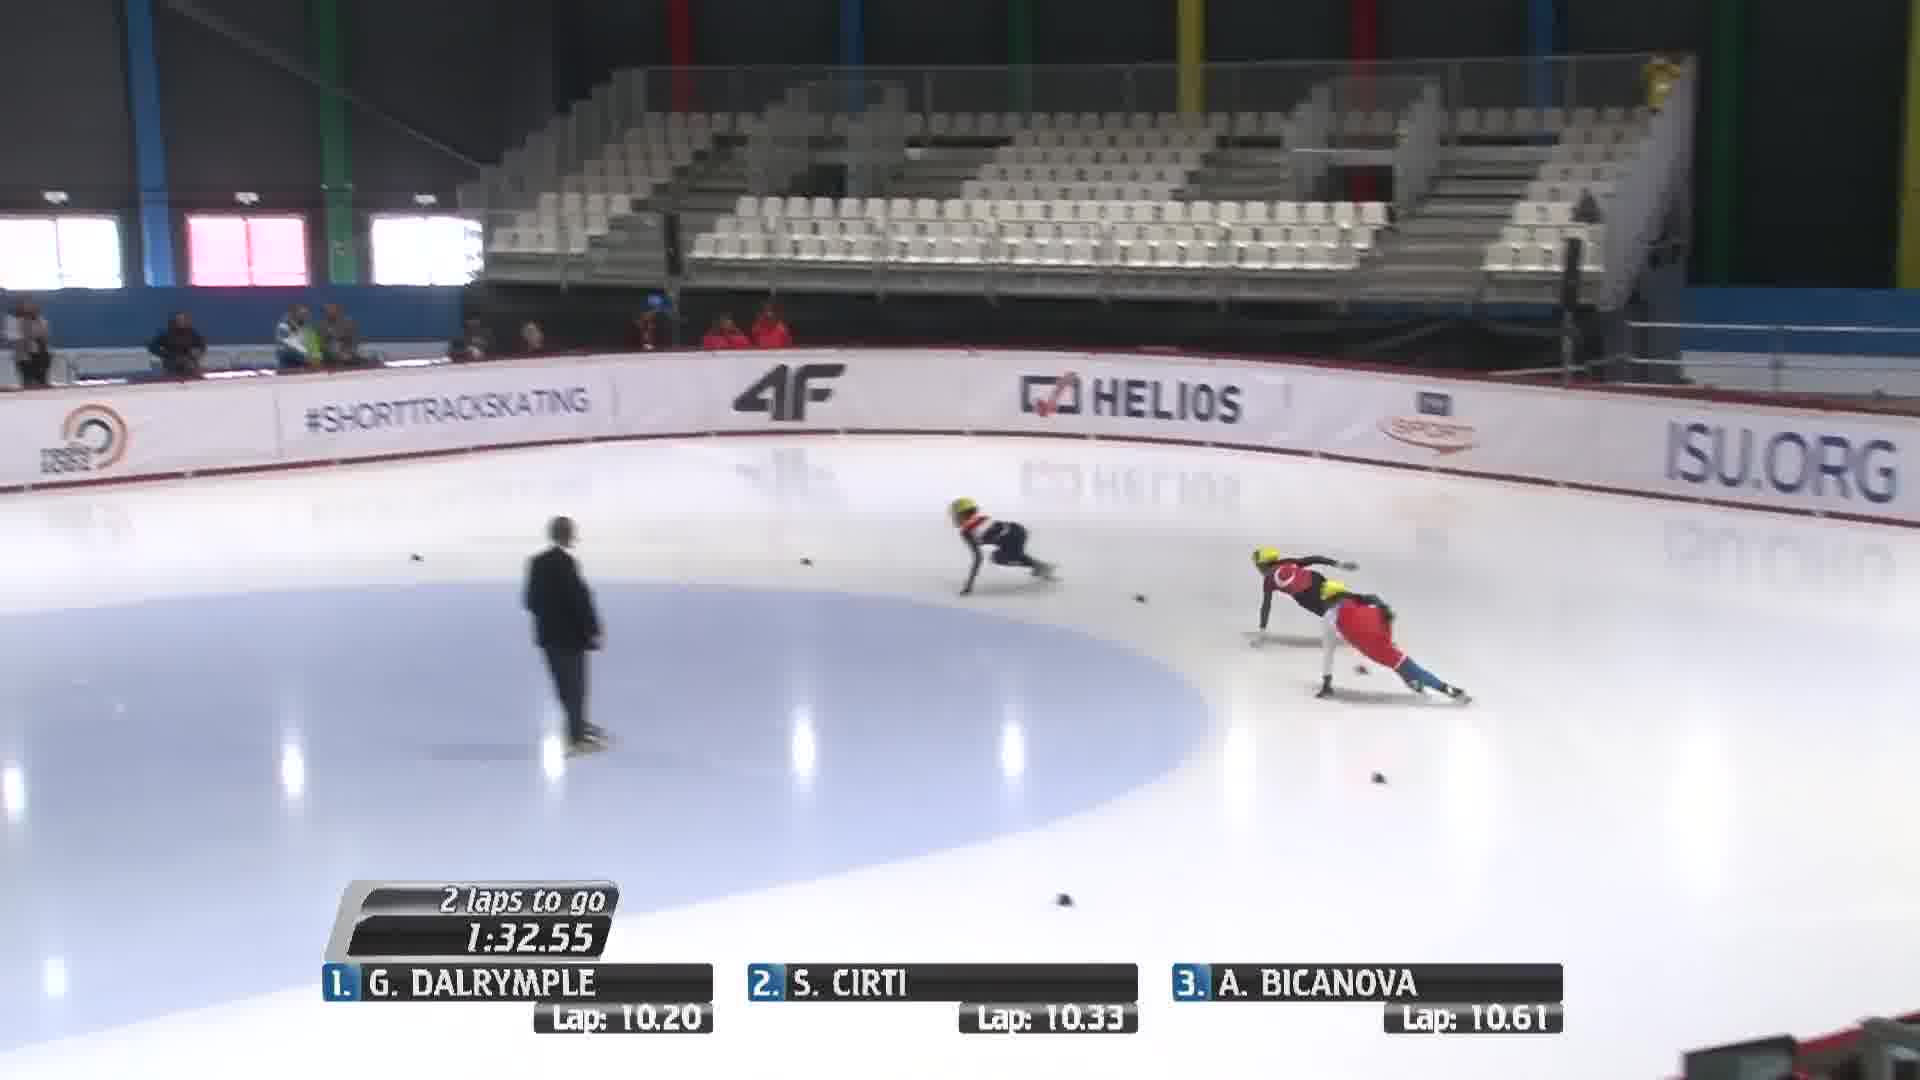 #SHORTTRACKSKATING
4F
HELIOS
SPORT
ISU.ORG
2 laps to go
1:32.55
1. G. DALRYMPLE
Lap: 10.20
2. S. CIRTI
Lap: 10.33
3. A. BICANOVA
Lap: 10.61